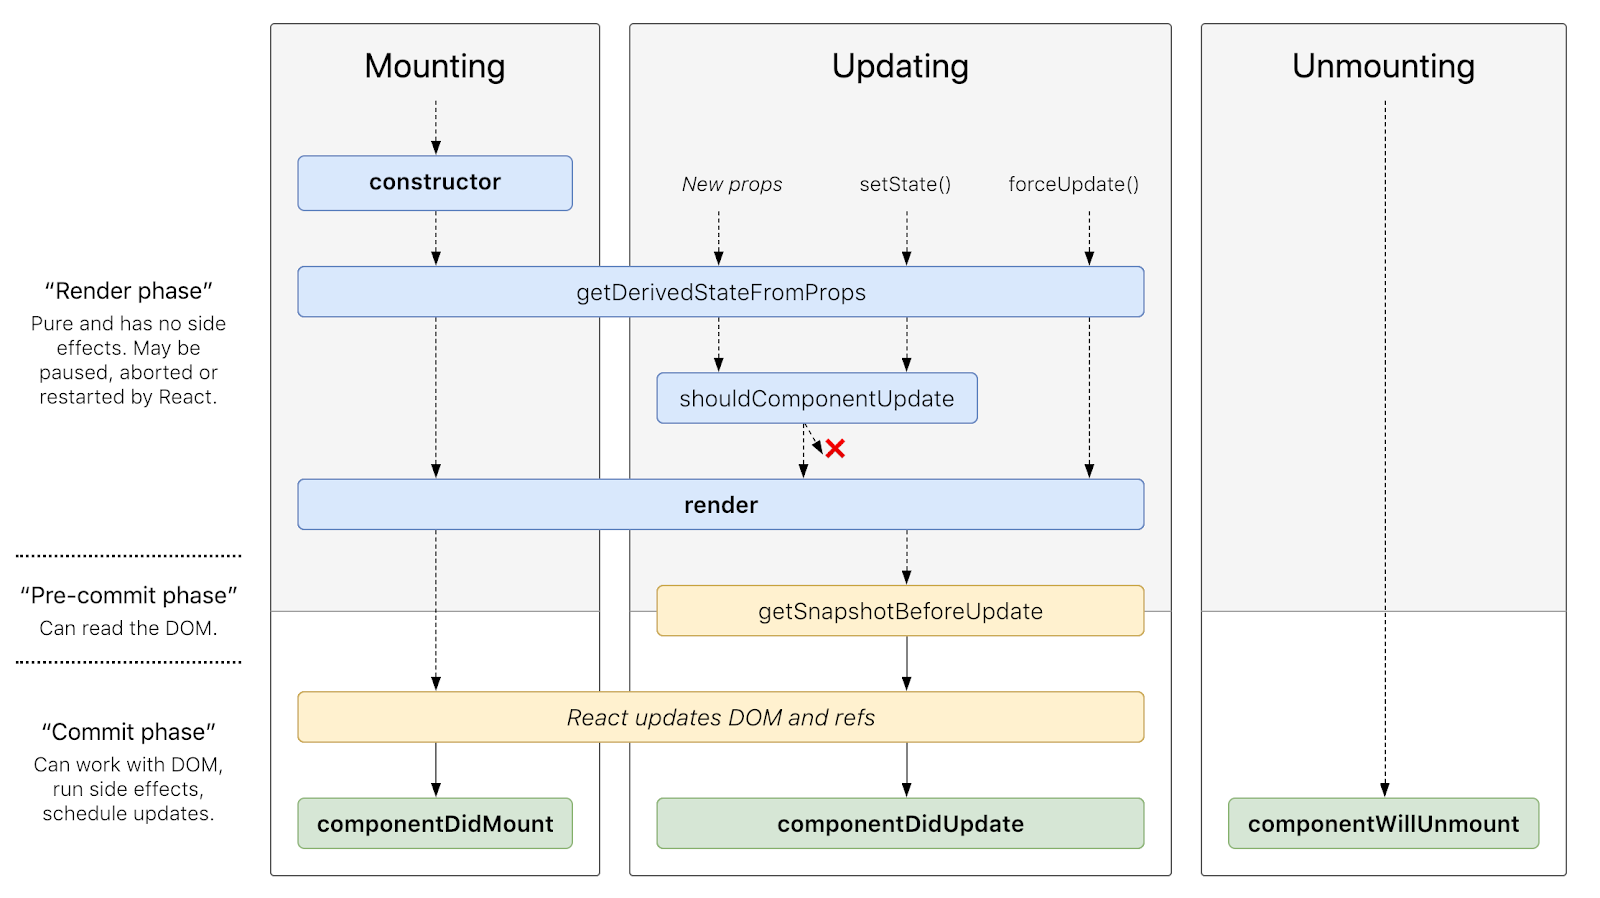 Mounting
Updating
Unmounting
constructor
New props
setState()
forceUpdate()
“Render phase”
Pure and has no side
effects. May be
paused, aborted or
restarted by React.
getDerivedStateFromProps
shouldComponentUpdate
render
“Pre-commit phase”
Can read the DOM.
getSnapshotBeforeUpdate
“Commit phase”
Can work with DOM,
run side effects,
schedule updates.
React updates DOM and refs
componentDidMount
componentDidUpdate
componentWillUnmount